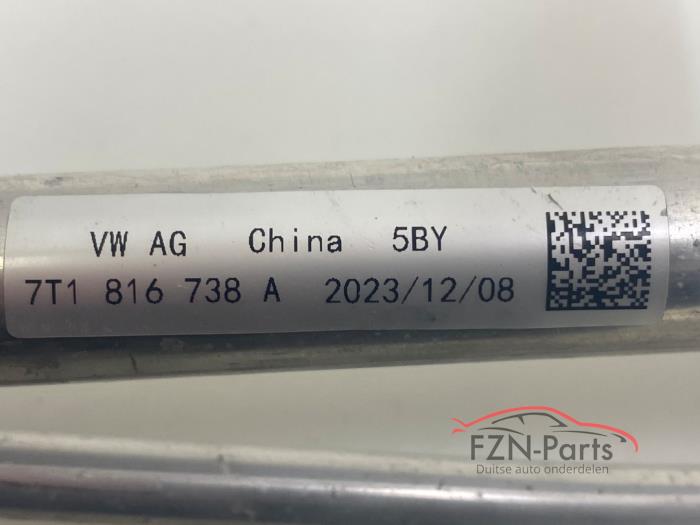 VW AG China 5BY
7T1 816 738 A 2023/12/08
FZN-Parts
Duitse auto onderdelen